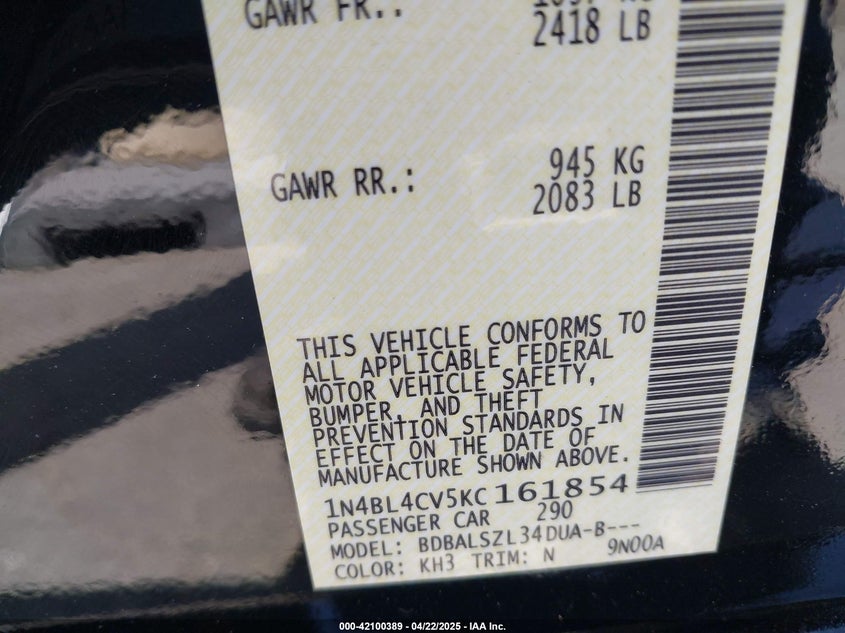 GAWR FR.:
2418 LB
GAWR RR.: 945 KG
2083 LB
THIS VEHICLE CONFORMS TO
ALL APPLICABLE FEDERAL
MOTOR VEHICLE SAFETY,
BUMPER, AND THEFT
PREVENTION STANDARDS IN
EFFECT ON THE DATE OF
MANUFACTURE SHOWN ABOVE.
1N4BL4CV5KC161854
PASSENGER CAR 290
MODEL: BDBALSZL34DUA-B---
COLOR: KH3 TRIM: N 9N00A
000-42100389 - 04/22/2025 - IAA Inc.